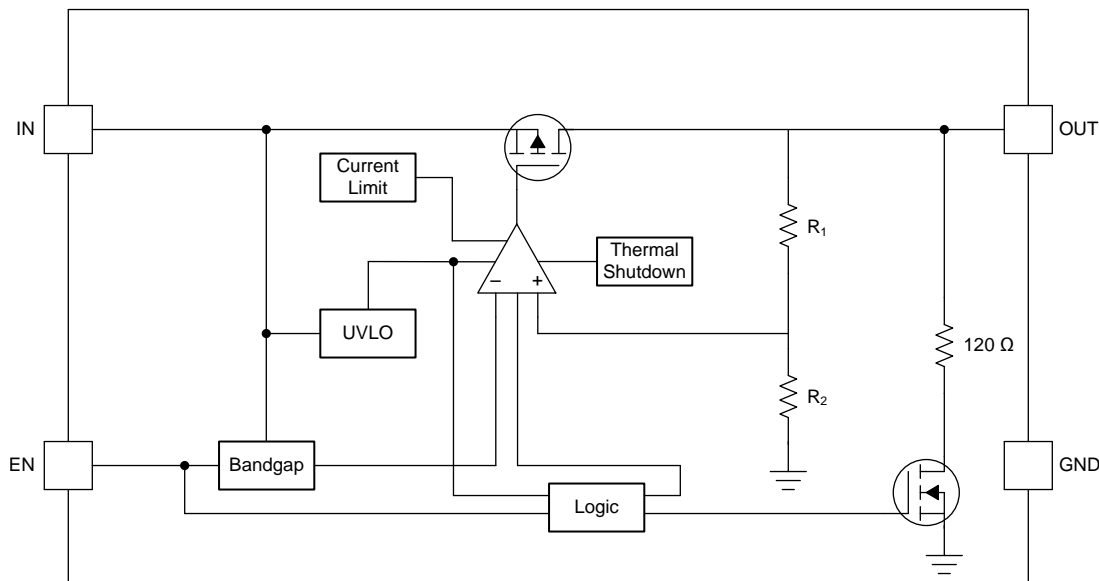 IN
OUT
Current
Limit
R1
Thermal
Shutdown
− +
UVLO
120 Ω
R2
EN
Bandgap
GND
Logic